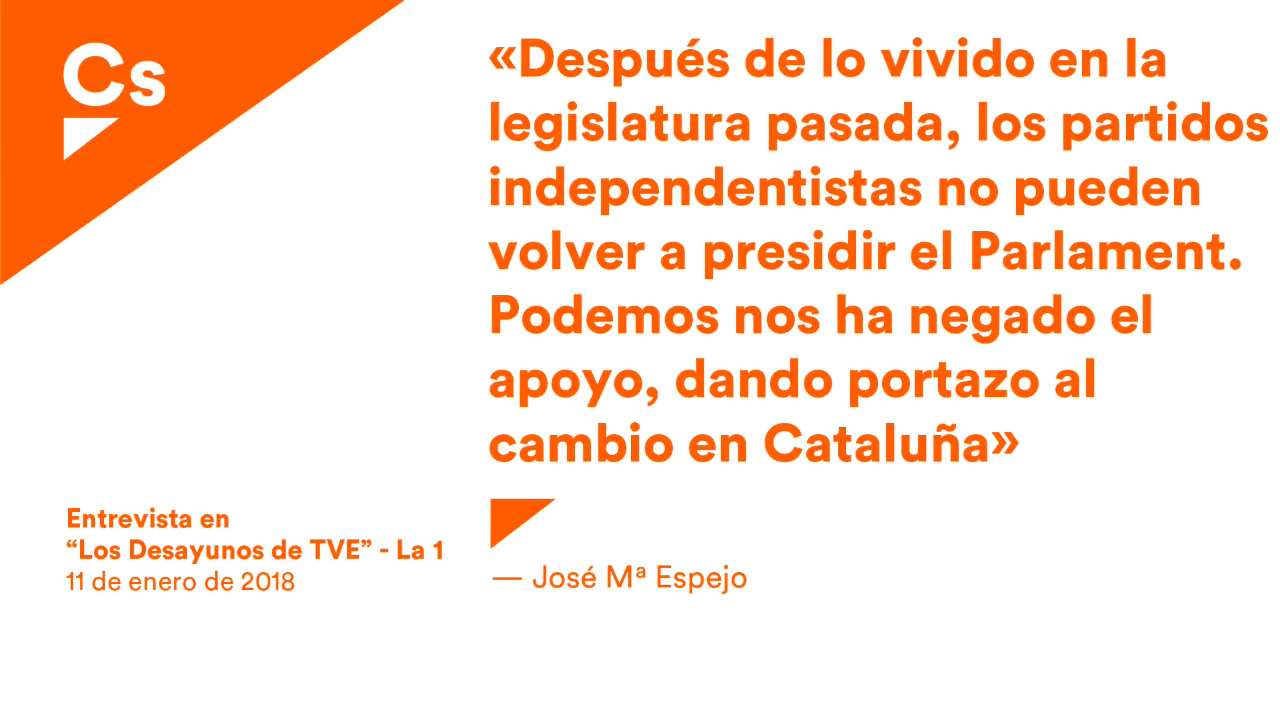 Cs
«Después de lo vivido en la
legislatura pasada, los partidos
independentistas no pueden
volver a presidir el Parlament.
Podemos nos ha negado el
apoyo, dando portazo al
cambio en Cataluña»
— José Mª Espejo
Entrevista en
“Los Desayunos de TVE” - La 1
11 de enero de 2018